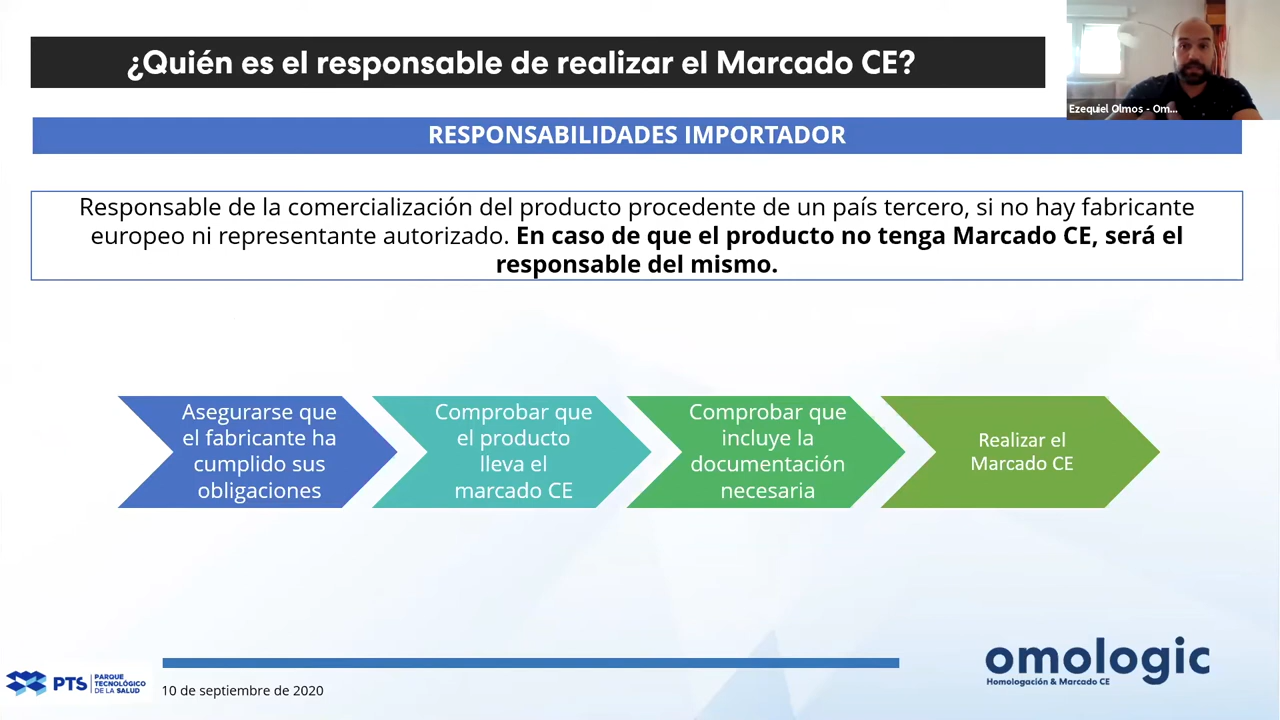 ¿Quién es el responsable de realizar el Marcado CE?
Ezequiel Olmos - Om...
RESPONSABILIDADES IMPORTADOR
Responsable de la comercialización del producto procedente de un país tercero, si no hay fabricante
europeo ni representante autorizado. En caso de que el producto no tenga Marcado CE, será el
responsable del mismo.
Asegurarse que
el fabricante ha
cumplido sus
obligaciones
Comprobar que
el producto
lleva el
marcado CE
Comprobar que
incluye la
documentación
necesaria
Realizar el
Marcado CE
PTS
PARQUE
TECNOLÓGICO
DE LA SALUD
10 de septiembre de 2020
omologic
Homologación & Marcado CE